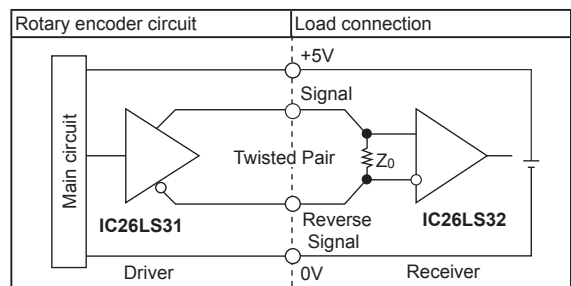 Rotary encoder circuit
Load connection
+5V
Signal
Main circuit
Twisted Pair
Z0
IC26LS31
IC26LS32
Reverse
Signal
Driver
0V
Receiver